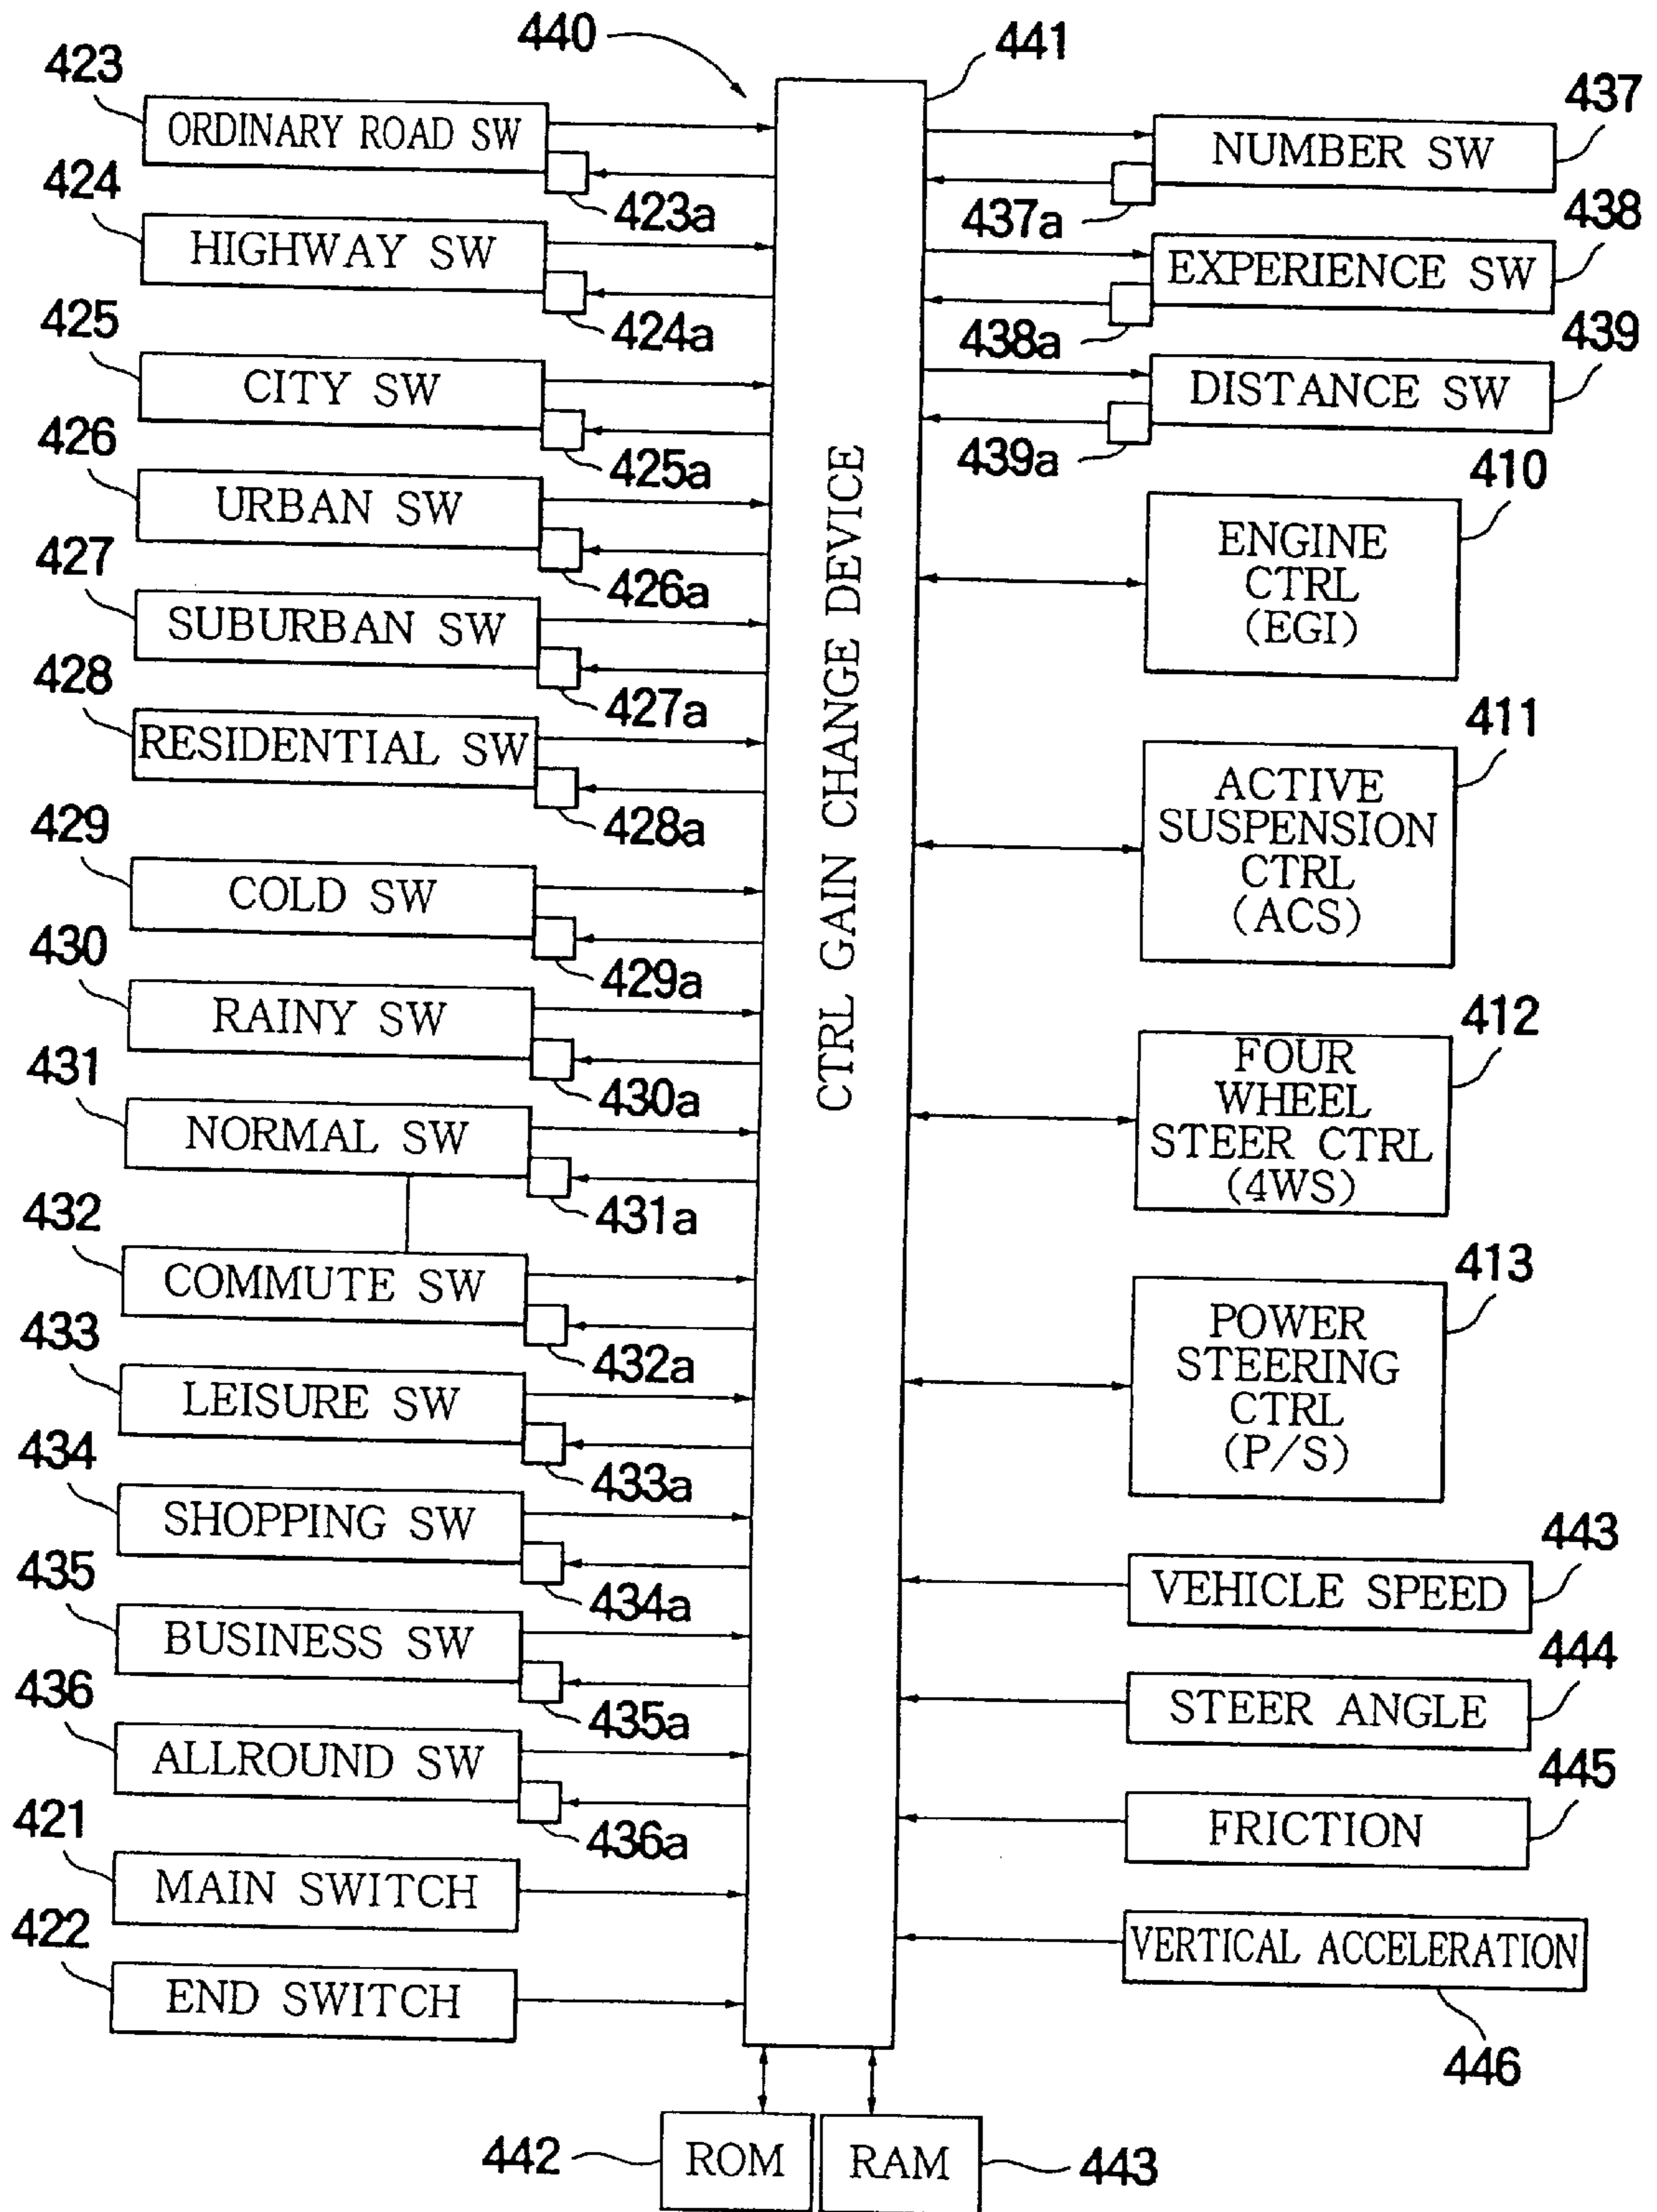 440
441
423
ORDINARY ROAD SW
423a
424
HIGHWAY SW
424a
425
CITY SW
425a
426
URBAN SW
426a
427
SUBURBAN SW
427a
428
RESIDENTIAL SW
428a
429
COLD SW
429a
430
RAINY SW
430a
431
NORMAL SW
431a
432
COMMUTE SW
432a
433
LEISURE SW
433a
434
SHOPPING SW
434a
435
BUSINESS SW
435a
436
ALLROUND SW
436a
421
MAIN SWITCH
422
END SWITCH
CTRL GAIN CHANGE DEVICE
437
NUMBER SW
437a
438
EXPERIENCE SW
438a
439
DISTANCE SW
439a
410
ENGINE
CTRL
(EGI)
411
ACTIVE
SUSPENSION
CTRL
(ACS)
412
FOUR
WHEEL
STEER CTRL
(4WS)
413
POWER
STEERING
CTRL
(P/S)
443
VEHICLE SPEED
444
STEER ANGLE
445
FRICTION
VERTICAL ACCELERATION
446
442
ROM
RAM
443